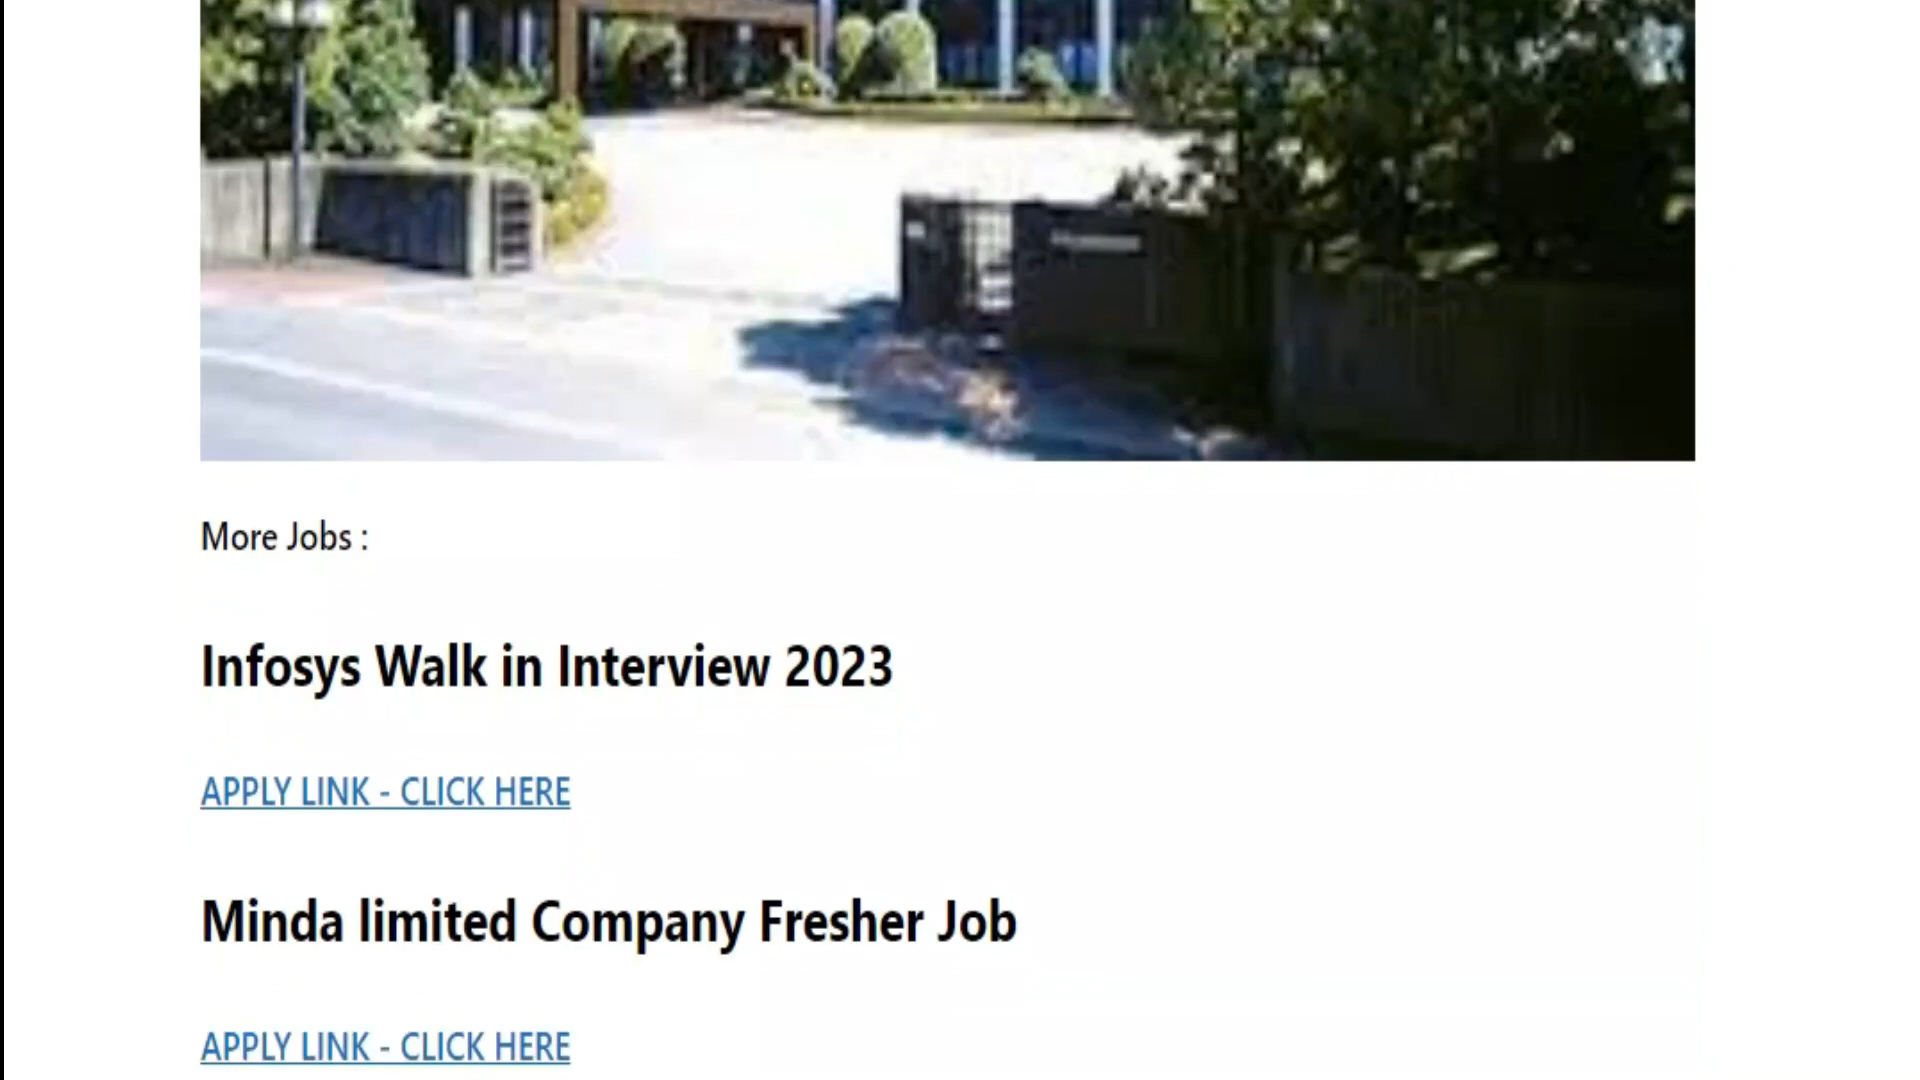 More Jobs :
Infosys Walk in Interview 2023
APPLY LINK - CLICK HERE
Minda limited Company Fresher Job
APPLY LINK - CLICK HERE